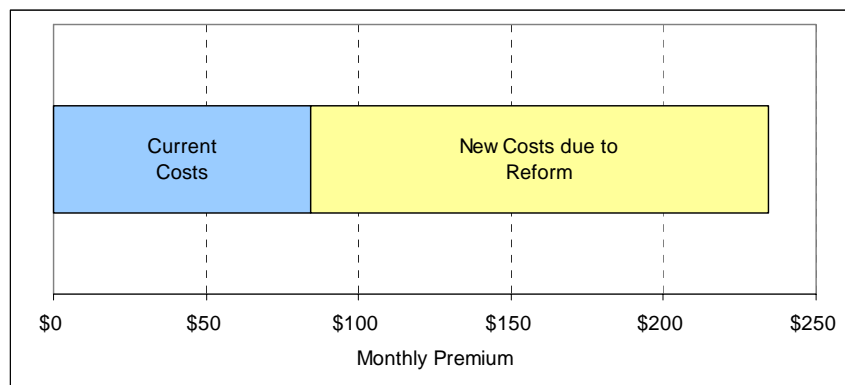 Current
Costs
New Costs due to
Reform
$0 $50 $100 $150 $200 $250
Monthly Premium